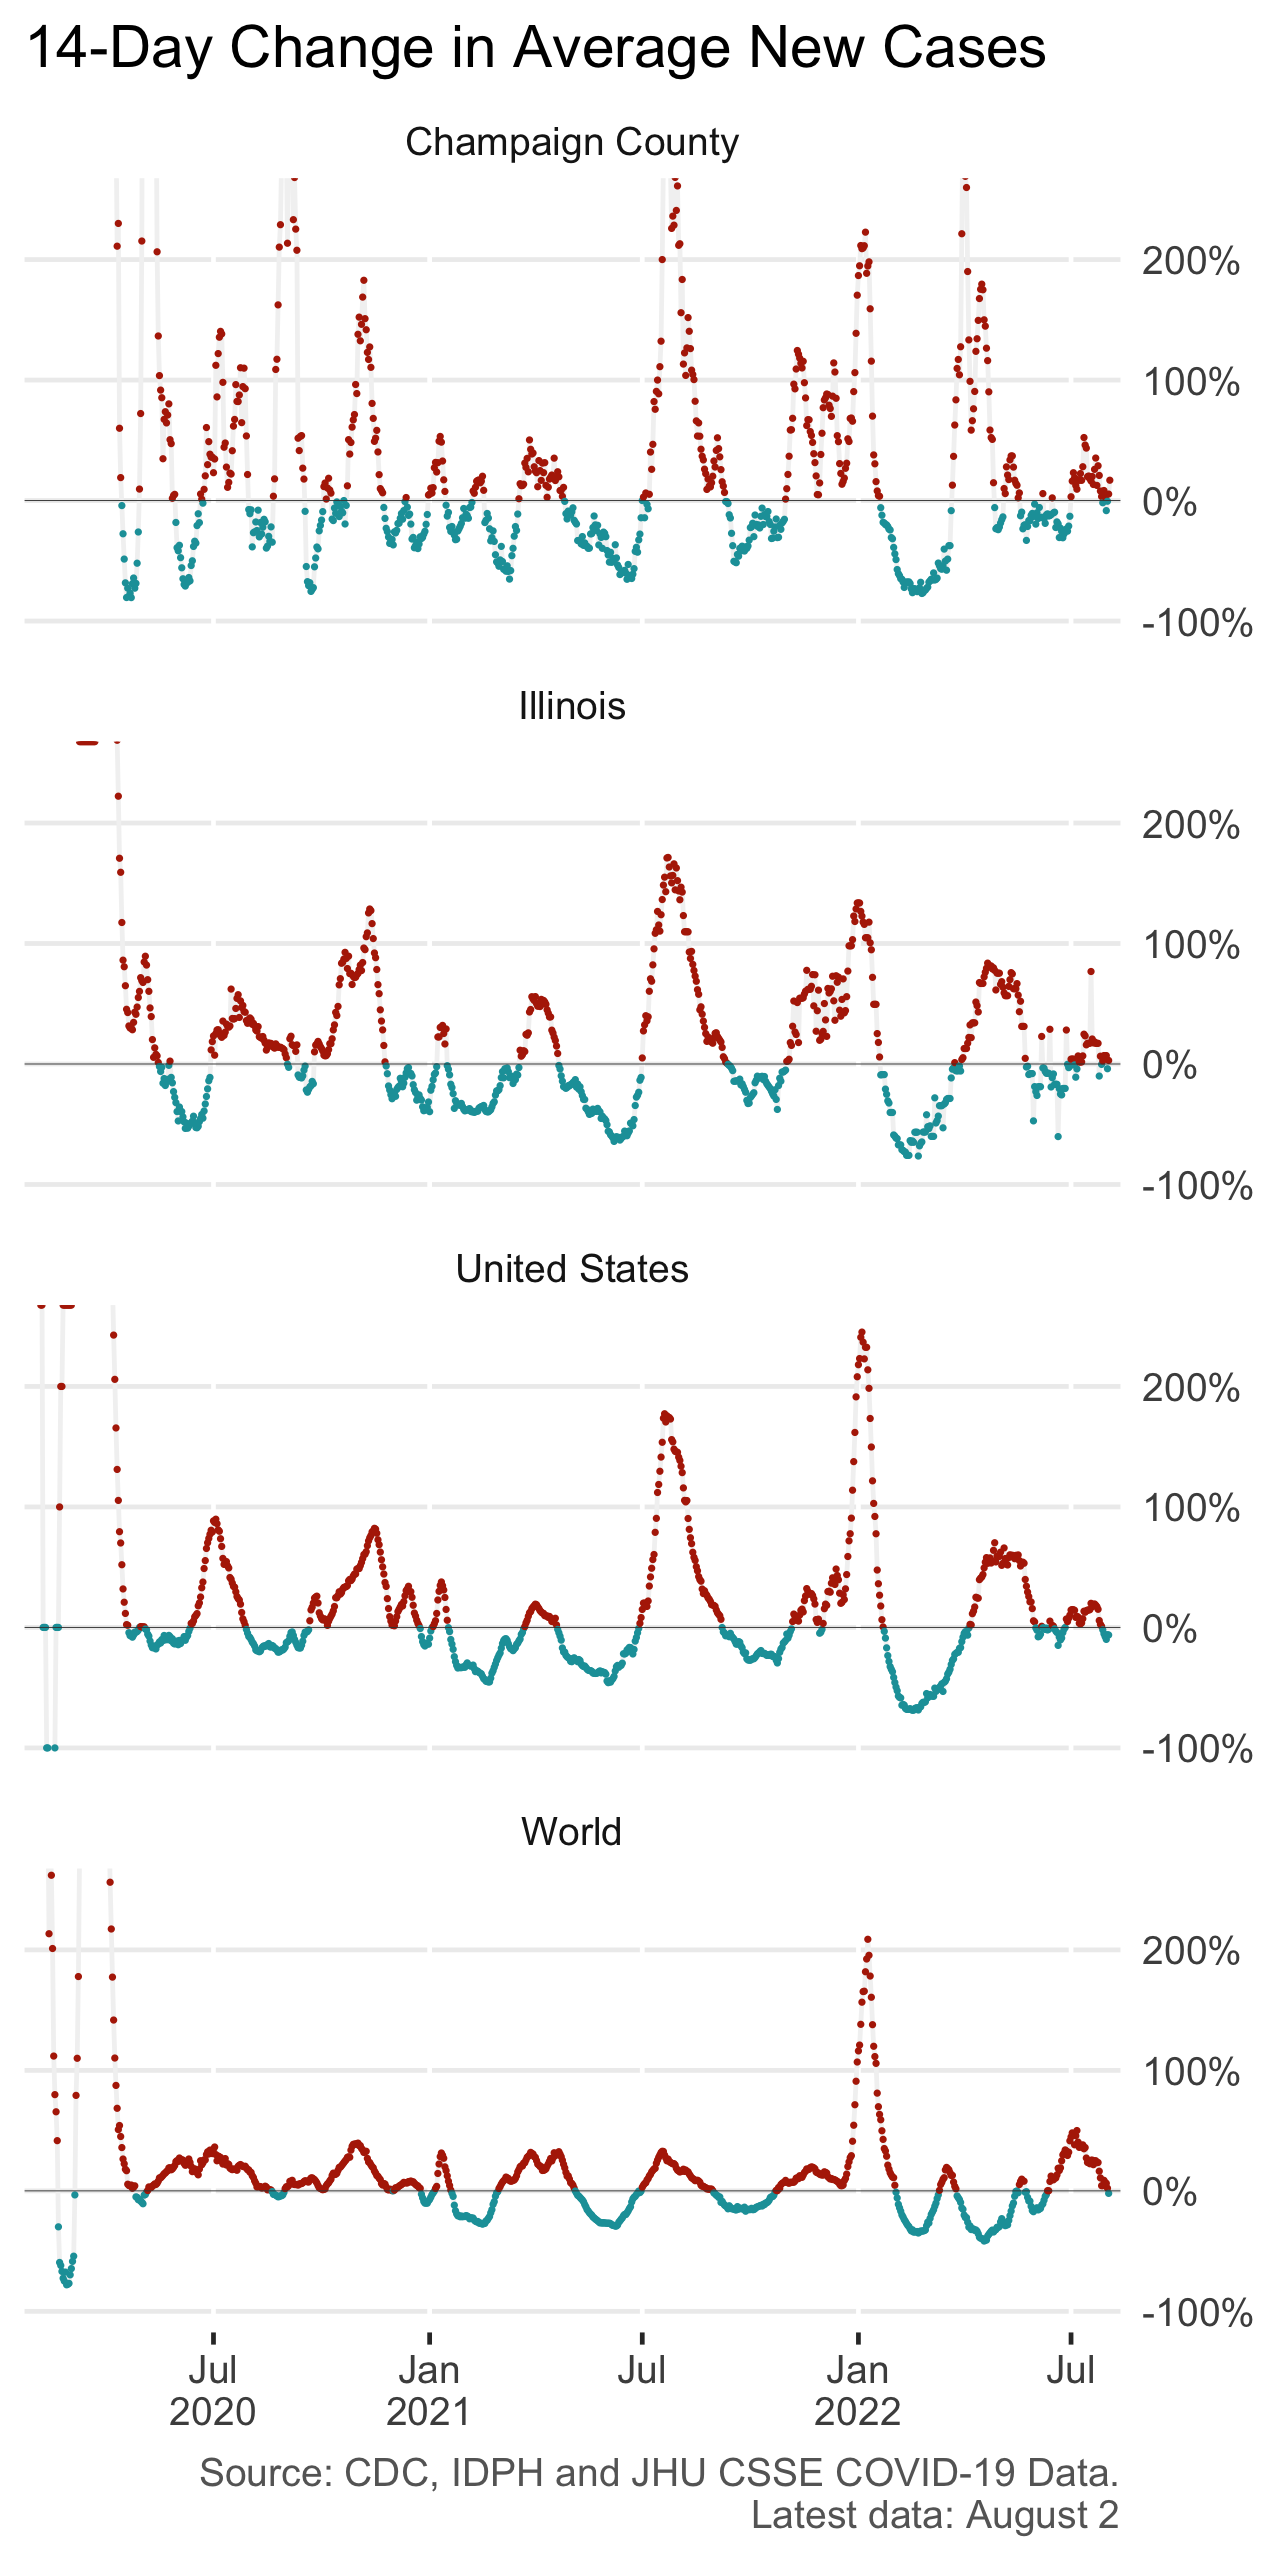 14-Day Change in Average New Cases
Champaign County
200%
100%
0%
-100%
Illinois
200%
100%
0%
-100%
United States
200%
100%
0%
-100%
World
200%
100%
0%
-100%
Jul Jan Jul Jan Jul
2020 2021 2022
Source: CDC, IDPH and JHU CSSE COVID-19 Data.
Latest data: August 2